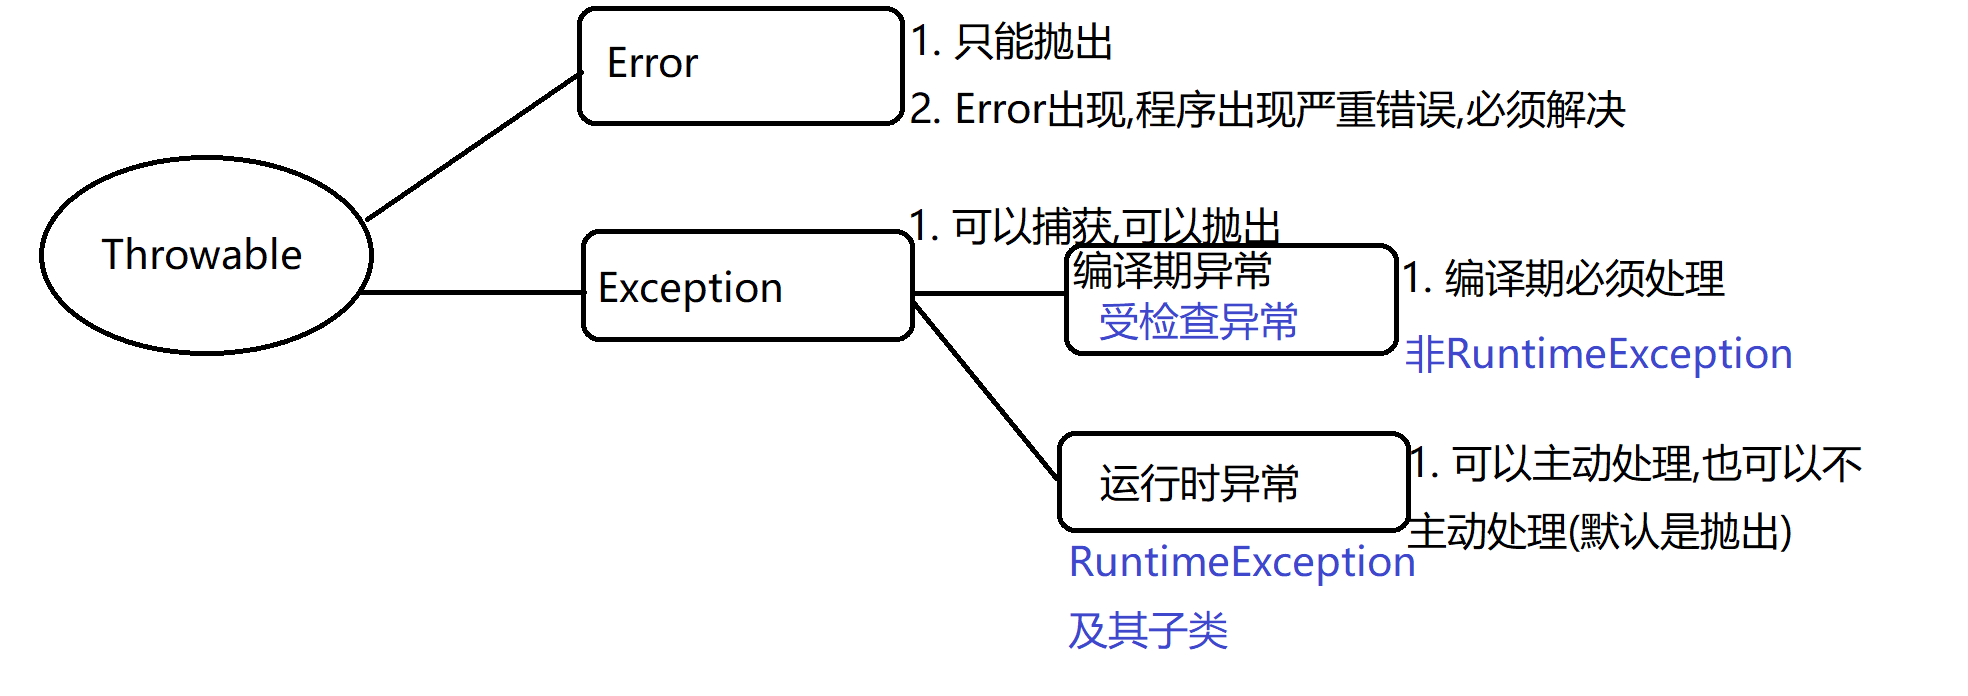 Throwable
Error
1. 只能抛出
2. Error出现,程序出现严重错误,必须解决
Exception
1. 可以捕获,可以抛出
编译期异常
受检查异常
1. 编译期必须处理
非RuntimeException
运行时异常
1. 可以主动处理,也可以不
主动处理(默认是抛出)
RuntimeException
及其子类